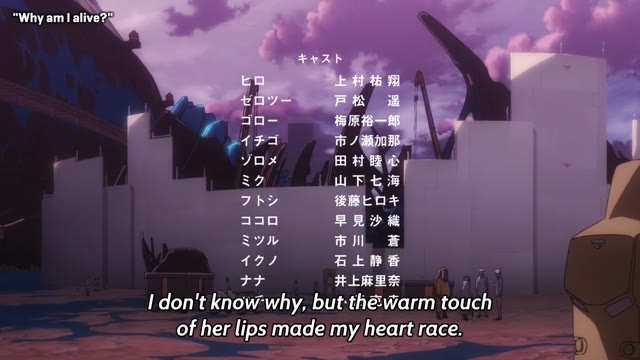 "Why am I alive?"
キャスト
ヒロ 上村祐翔
ゼロツー 戸松 遥
ゴロー 梅原裕一郎
イチゴ 市ノ瀬加那
ゾロメ 田村睦心
ミク 山下七海
フトシ 後藤ヒロキ
ココロ 早見沙織
ミツル 市川 蒼
イクノ 石上静香
ナナ 井上麻里奈
I don't know why, but the warm touch
of her lips made my heart race.